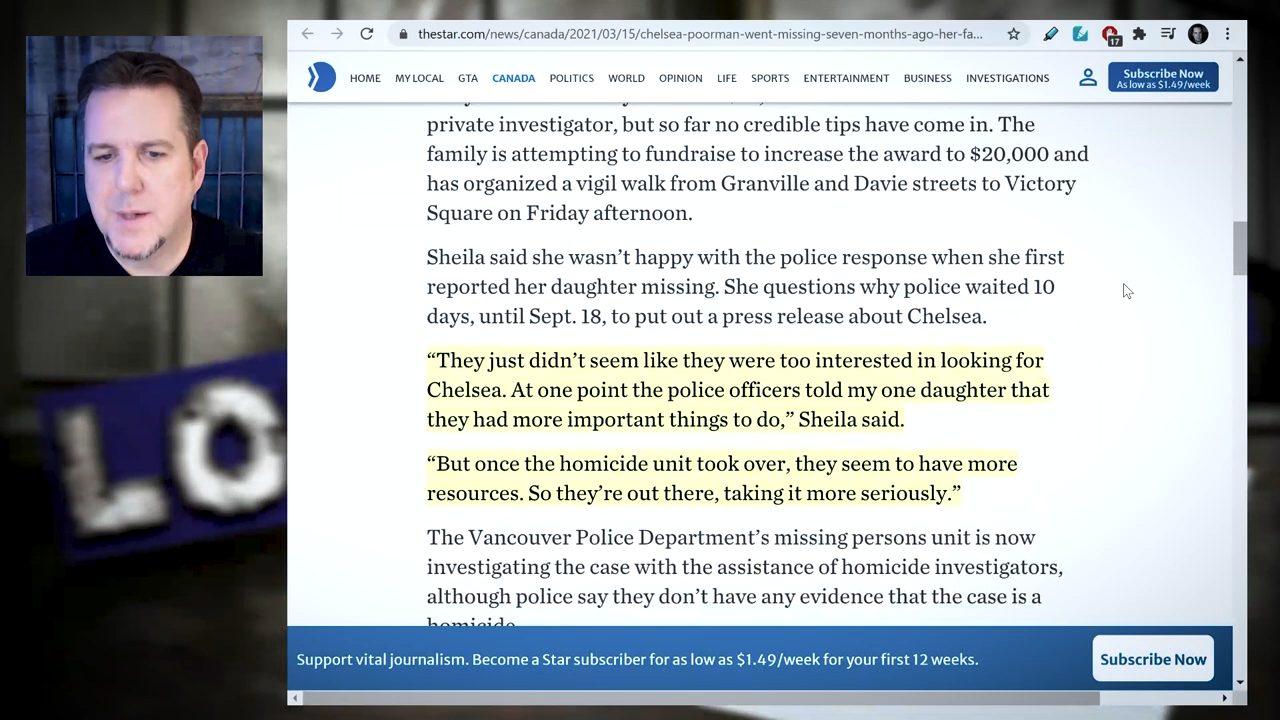 thestar.com/news/canada/2021/03/15/chelsea-poorman-went-missing-seven-months-ago-her-fa...
17
HOME MY LOCAL GTA CANADA POLITICS WORLD OPINION LIFE SPORTS ENTERTAINMENT BUSINESS INVESTIGATIONS
Subscribe Now
As low as $1.49/week
private investigator, but so far no credible tips have come in. The
family is attempting to fundraise to increase the award to $20,000 and
has organized a vigil walk from Granville and Davie streets to Victory
Square on Friday afternoon.
Sheila said she wasn’t happy with the police response when she first
reported her daughter missing. She questions why police waited 10
days, until Sept. 18, to put out a press release about Chelsea.
“They just didn’t seem like they were too interested in looking for
Chelsea. At one point the police officers told my one daughter that
they had more important things to do,” Sheila said.
“But once the homicide unit took over, they seem to have more
resources. So they’re out there, taking it more seriously.”
The Vancouver Police Department’s missing persons unit is now
investigating the case with the assistance of homicide investigators,
although police say they don’t have any evidence that the case is a
homicide
Support vital journalism. Become a Star subscriber for as low as $1.49/week for your first 12 weeks.
Subscribe Now
LO